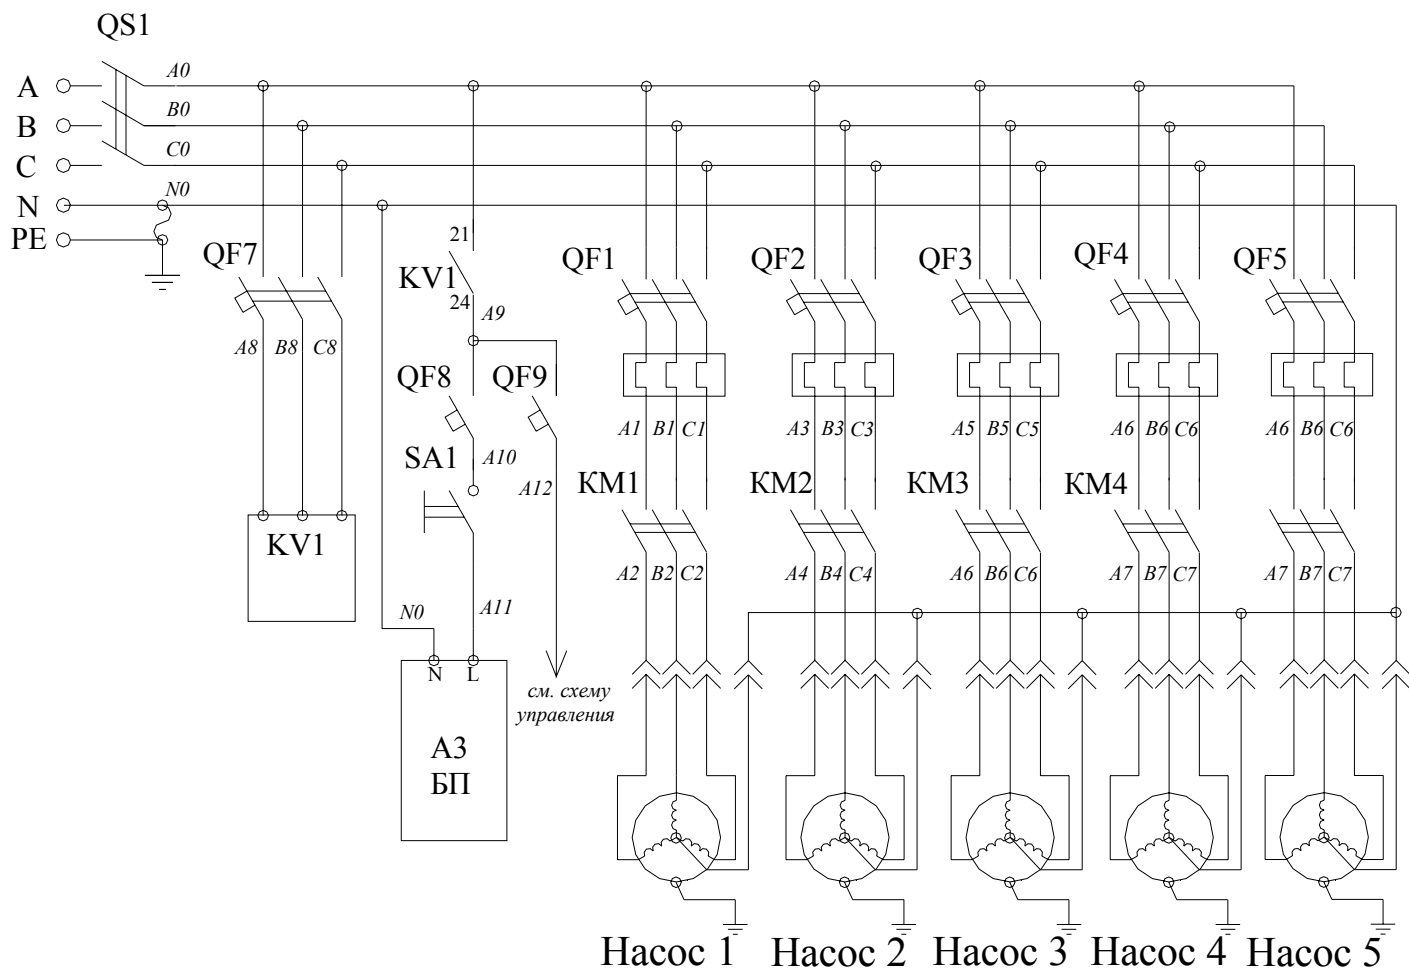 QS1
A
A0
B
B0
C
C0
N
N0
PE
QF7
21
KV1
24
A9
QF1
QF2
QF3
QF4
QF5
A8
B8
C8
QF8
QF9
A1
B1
C1
A3
B3
C3
A5
B5
C5
A6
B6
C6
A6
B6
C6
SA1
A10
A12
КМ1
КМ2
КМ3
КМ4
KV1
A2
B2
C2
A4
B4
C4
A6
B6
C6
A7
B7
C7
A7
B7
C7
N0
A11
N
L
см. схему
управления
А3
БП
Насос 1
Насос 2
Насос 3
Насос 4
Насос 5